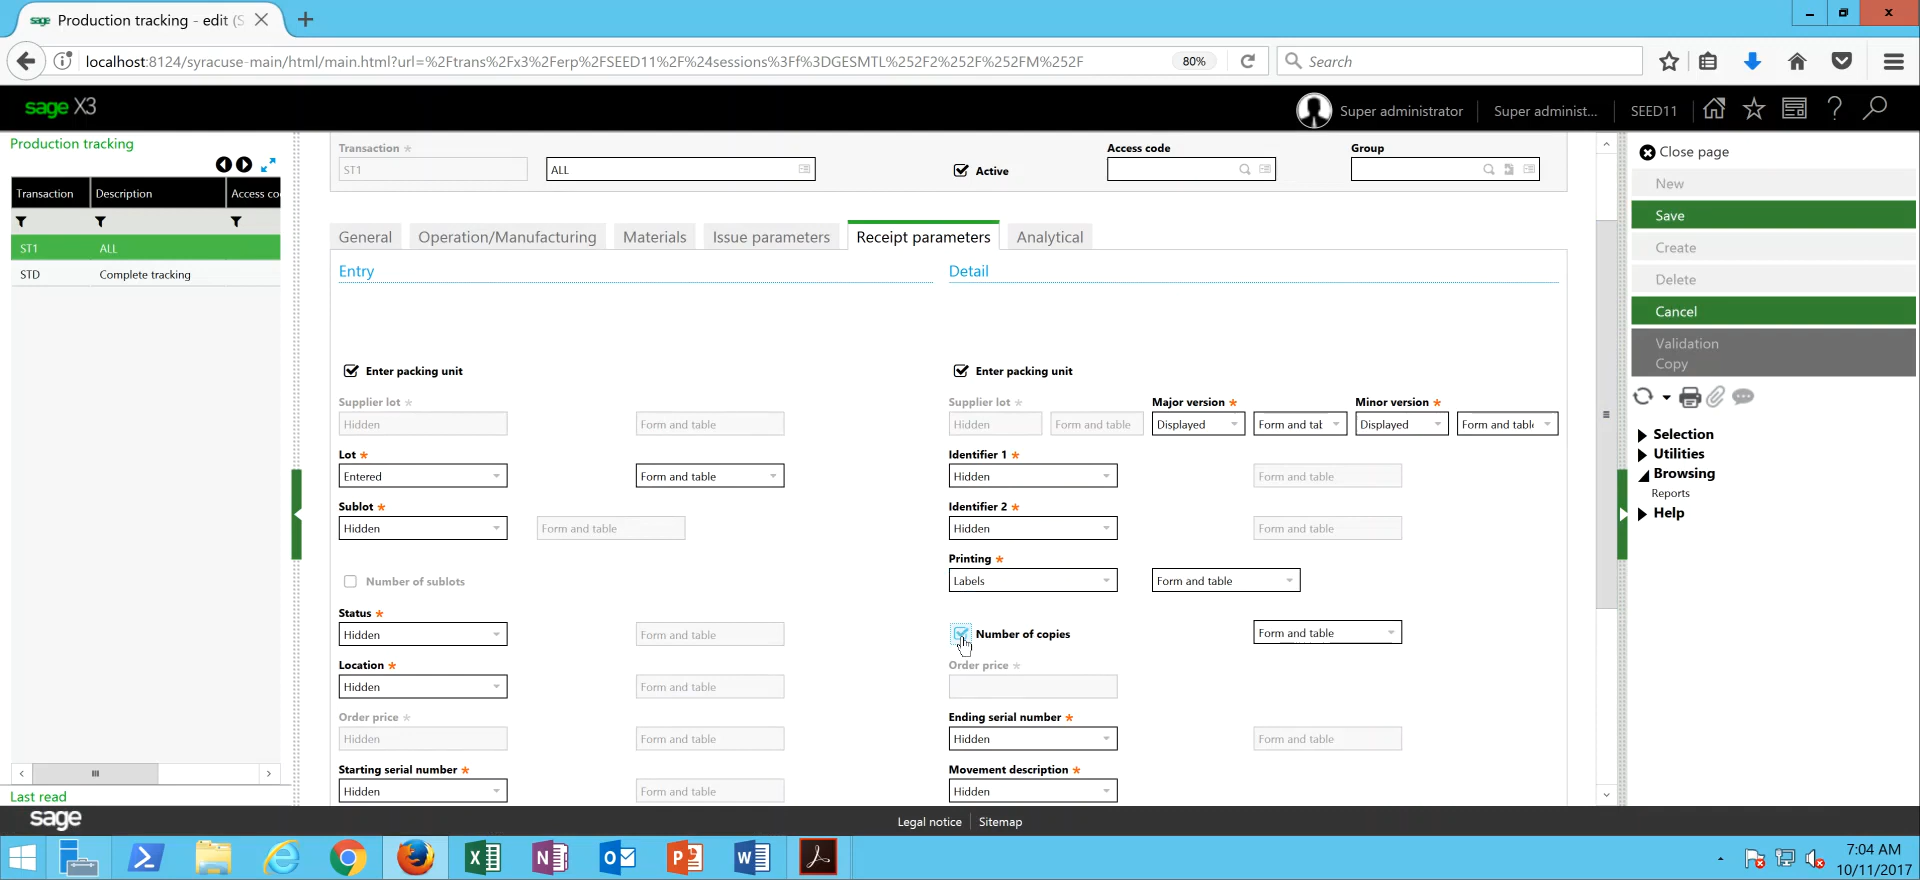 sage Production tracking - edit (S
localhost:8124/syracuse-main/html/main.html?url=%2Ftrans%2Fx3%2Ferp%2FSEED11%2F%24sessions%3Ff%3DGESMTL%252F2%252F%252FM%252F
80%
Search
sage X3
Super administrator
Super administ...
SEED11
Production tracking
Transaction
Description
Access co
ST1 ALL
STD Complete tracking
Last read
Transaction *
ST1
ALL
Active
Access code
Group
General
Operation/Manufacturing
Materials
Issue parameters
Receipt parameters
Analytical
Entry
Enter packing unit
Supplier lot *
Hidden Form and table
Lot *
Entered Form and table
Sublot *
Hidden Form and table
Number of sublots
Status *
Hidden Form and table
Location *
Hidden Form and table
Order price *
Hidden Form and table
Starting serial number *
Hidden Form and table
Detail
Enter packing unit
Supplier lot * Major version * Minor version *
Hidden Form and table Displayed Form and tab Displayed Form and table
Identifier 1 *
Hidden Form and table
Identifier 2 *
Hidden Form and table
Printing *
Labels Form and table
Number of copies Form and table
Order price *
Ending serial number *
Hidden Form and table
Movement description *
Hidden
Close page
New
Save
Create
Delete
Cancel
Validation
Copy
Selection
Utilities
Browsing
Reports
Help
sage
Legal notice
Sitemap
7:04 AM
10/11/2017